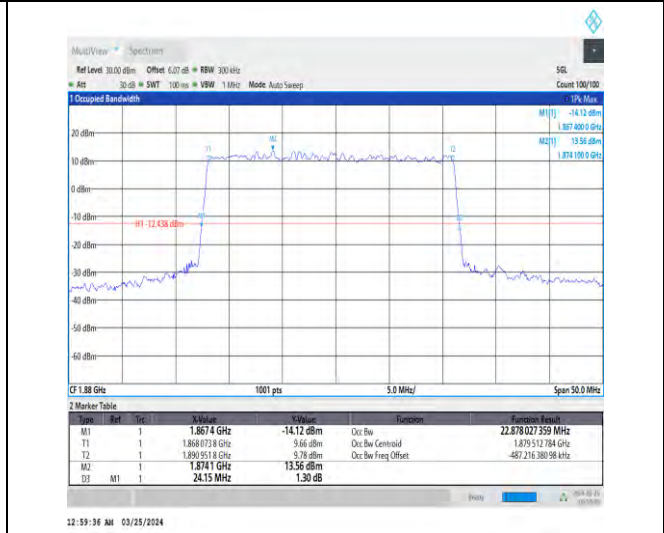 MultiView Spectrum
Ref Level 30.00 dBm Offset 6.07 dB RBW 300 kHz SGL
Att 30 dB SWT 100 ms VBW 1 MHz Mode Auto Sweep Count 100/100
1 Occupied Bandwidth 1Pk Max
M1[1] -14.12 dBm
1.867 400 0 GHz
M2[1] 13.56 dBm
1.874 100 0 GHz
20 dBm
T1 M2 T2
10 dBm
0 dBm
-10 dBm
H1 -12.438 dBm
-20 dBm
-30 dBm
-40 dBm
-50 dBm
-60 dBm
CF 1.88 GHz 1001 pts 5.0 MHz/ Span 50.0 MHz
2 Marker Table
Type Ref Trc X-Value Y-Value Function Function Result
M1 1 1.8674 GHz -14.12 dBm Occ Bw 22.878 027 359 MHz
T1 1 1.868 073 8 GHz 9.66 dBm Occ Bw Centroid 1.879 512 784 GHz
T2 1 1.890 951 8 GHz 9.78 dBm Occ Bw Freq Offset -487.216 380 98 kHz
M2 1 1.8741 GHz 13.56 dBm
D3 M1 1 24.15 MHz 1.30 dB
Ready
12:59:36 AM 03/25/2024